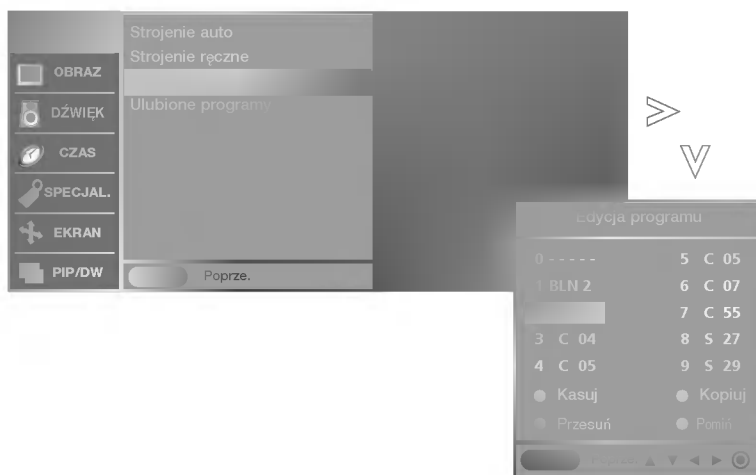 Strojenie auto
Strojenie ręczne
Ulubione programy
OBRAZ
DŹWIĘK
CZAS
SPECJAL.
EKRAN
PIP/DW
Poprze.
Edycja programu
0 - - - - -
1 BLN 2
3 C 04
4 C 05
5 C 05
6 C 07
7 C 55
8 S 27
9 S 29
Kasuj
Kopiuj
Przesuń
Pomiń
Poprze.